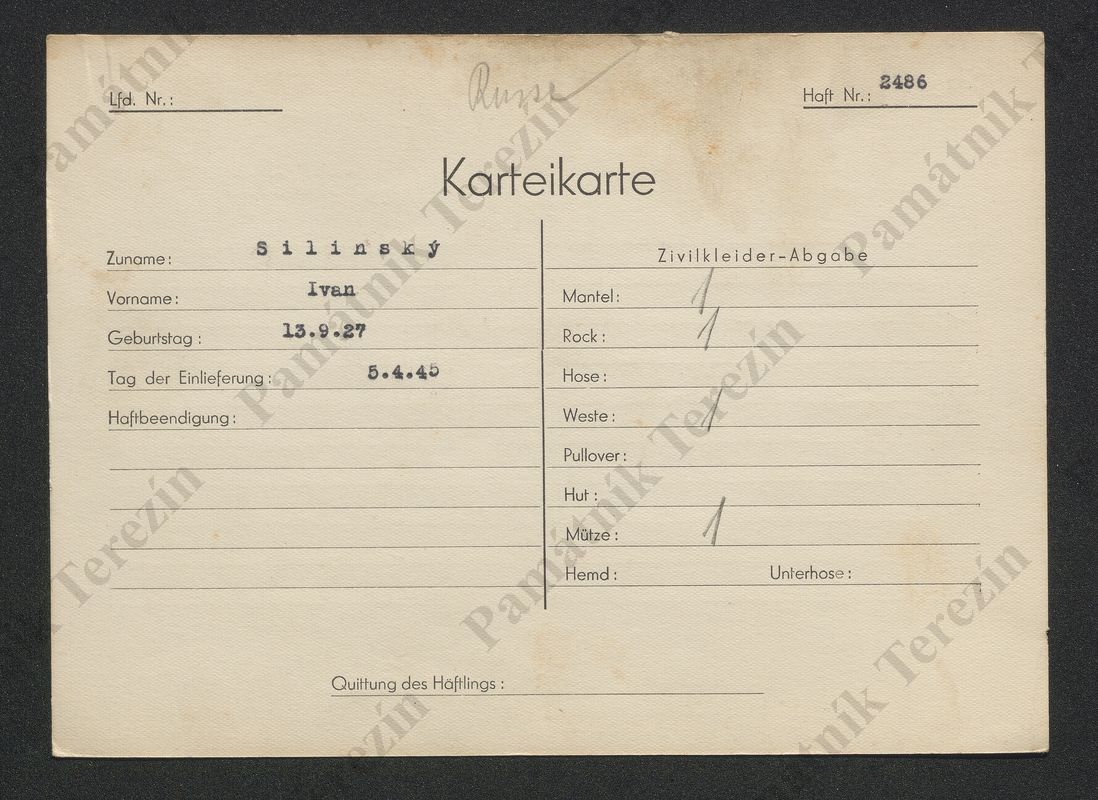 Lfd. Nr.:
Russe
Haft Nr.: 2486
Karteikarte
Zuname: Silinský
Vorname: Ivan
Geburtstag: 13.9.27
Tag der Einlieferung: 5.4.45
Haftbeendigung:
Zivilkleider-Abgabe
Mantel: 1
Rock: 1
Hose:
Weste: 1
Pullover:
Hut:
Mütze: 1
Hemd: Unterhose:
Quittung des Häftlings:
Památník Terezín